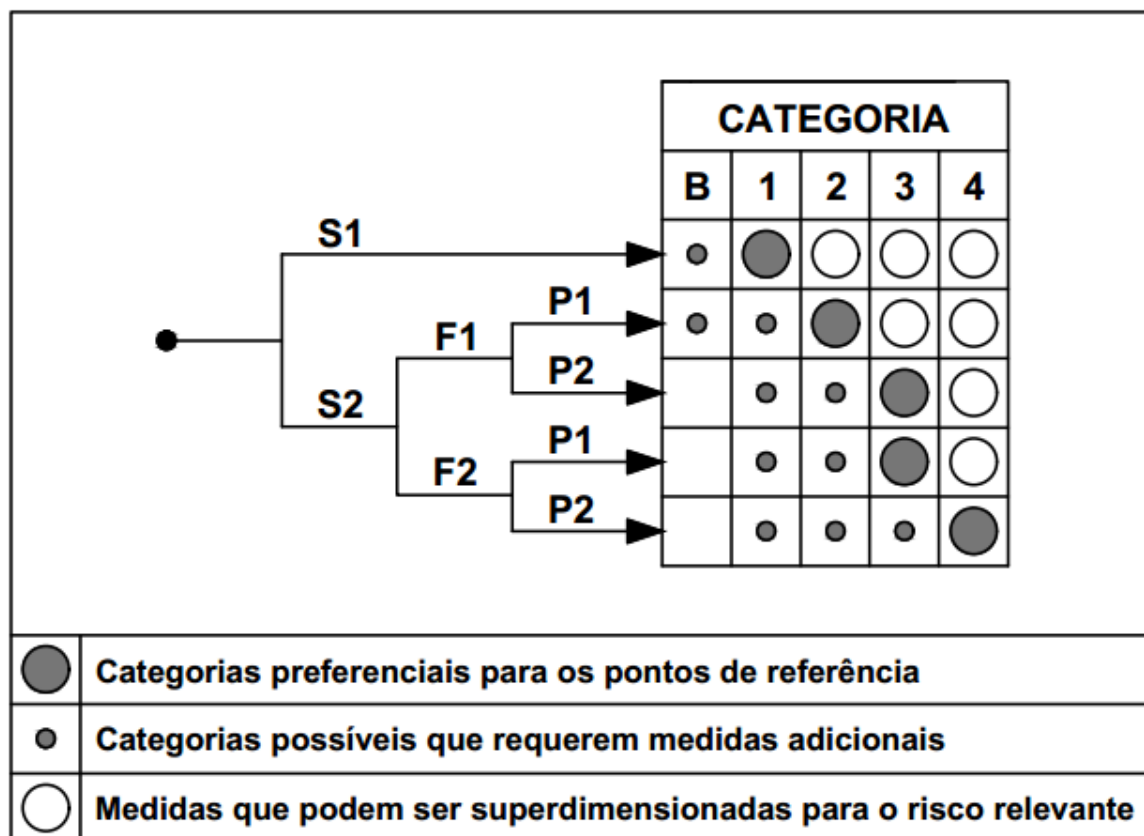 CATEGORIA
B 1 2 3 4
S1
P1
F1
P2
S2
P1
F2
P2
Categorias preferenciais para os pontos de referência
Categorias possíveis que requerem medidas adicionais
Medidas que podem ser superdimensionadas para o risco relevante